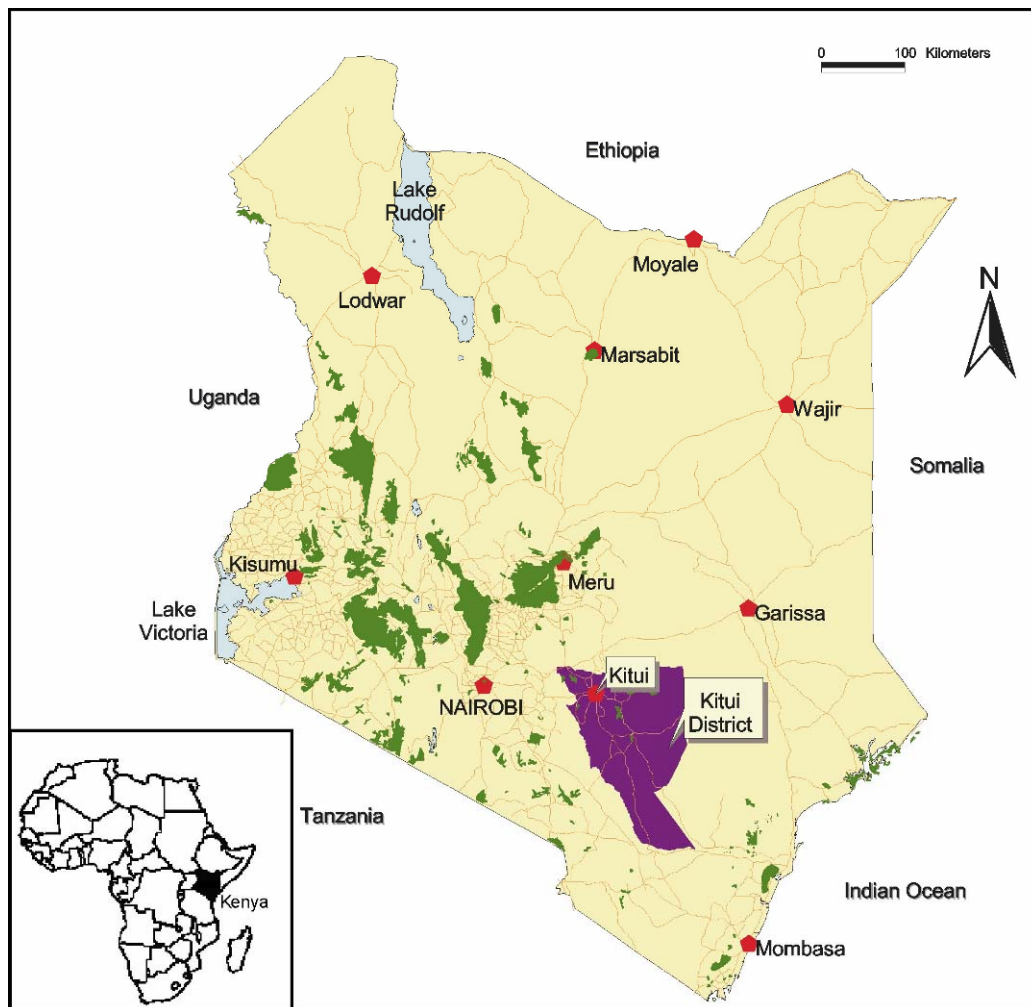 0 100 Kilometers
Ethiopia
Lake
Rudolf
Moyale
N
Lodwar
Marsabit
Uganda
Wajir
Somalia
Kisumu
Meru
Lake
Victoria
Garissa
Kitui
NAIROBI
Kitui
District
Tanzania
Indian Ocean
Kenya
Mombasa